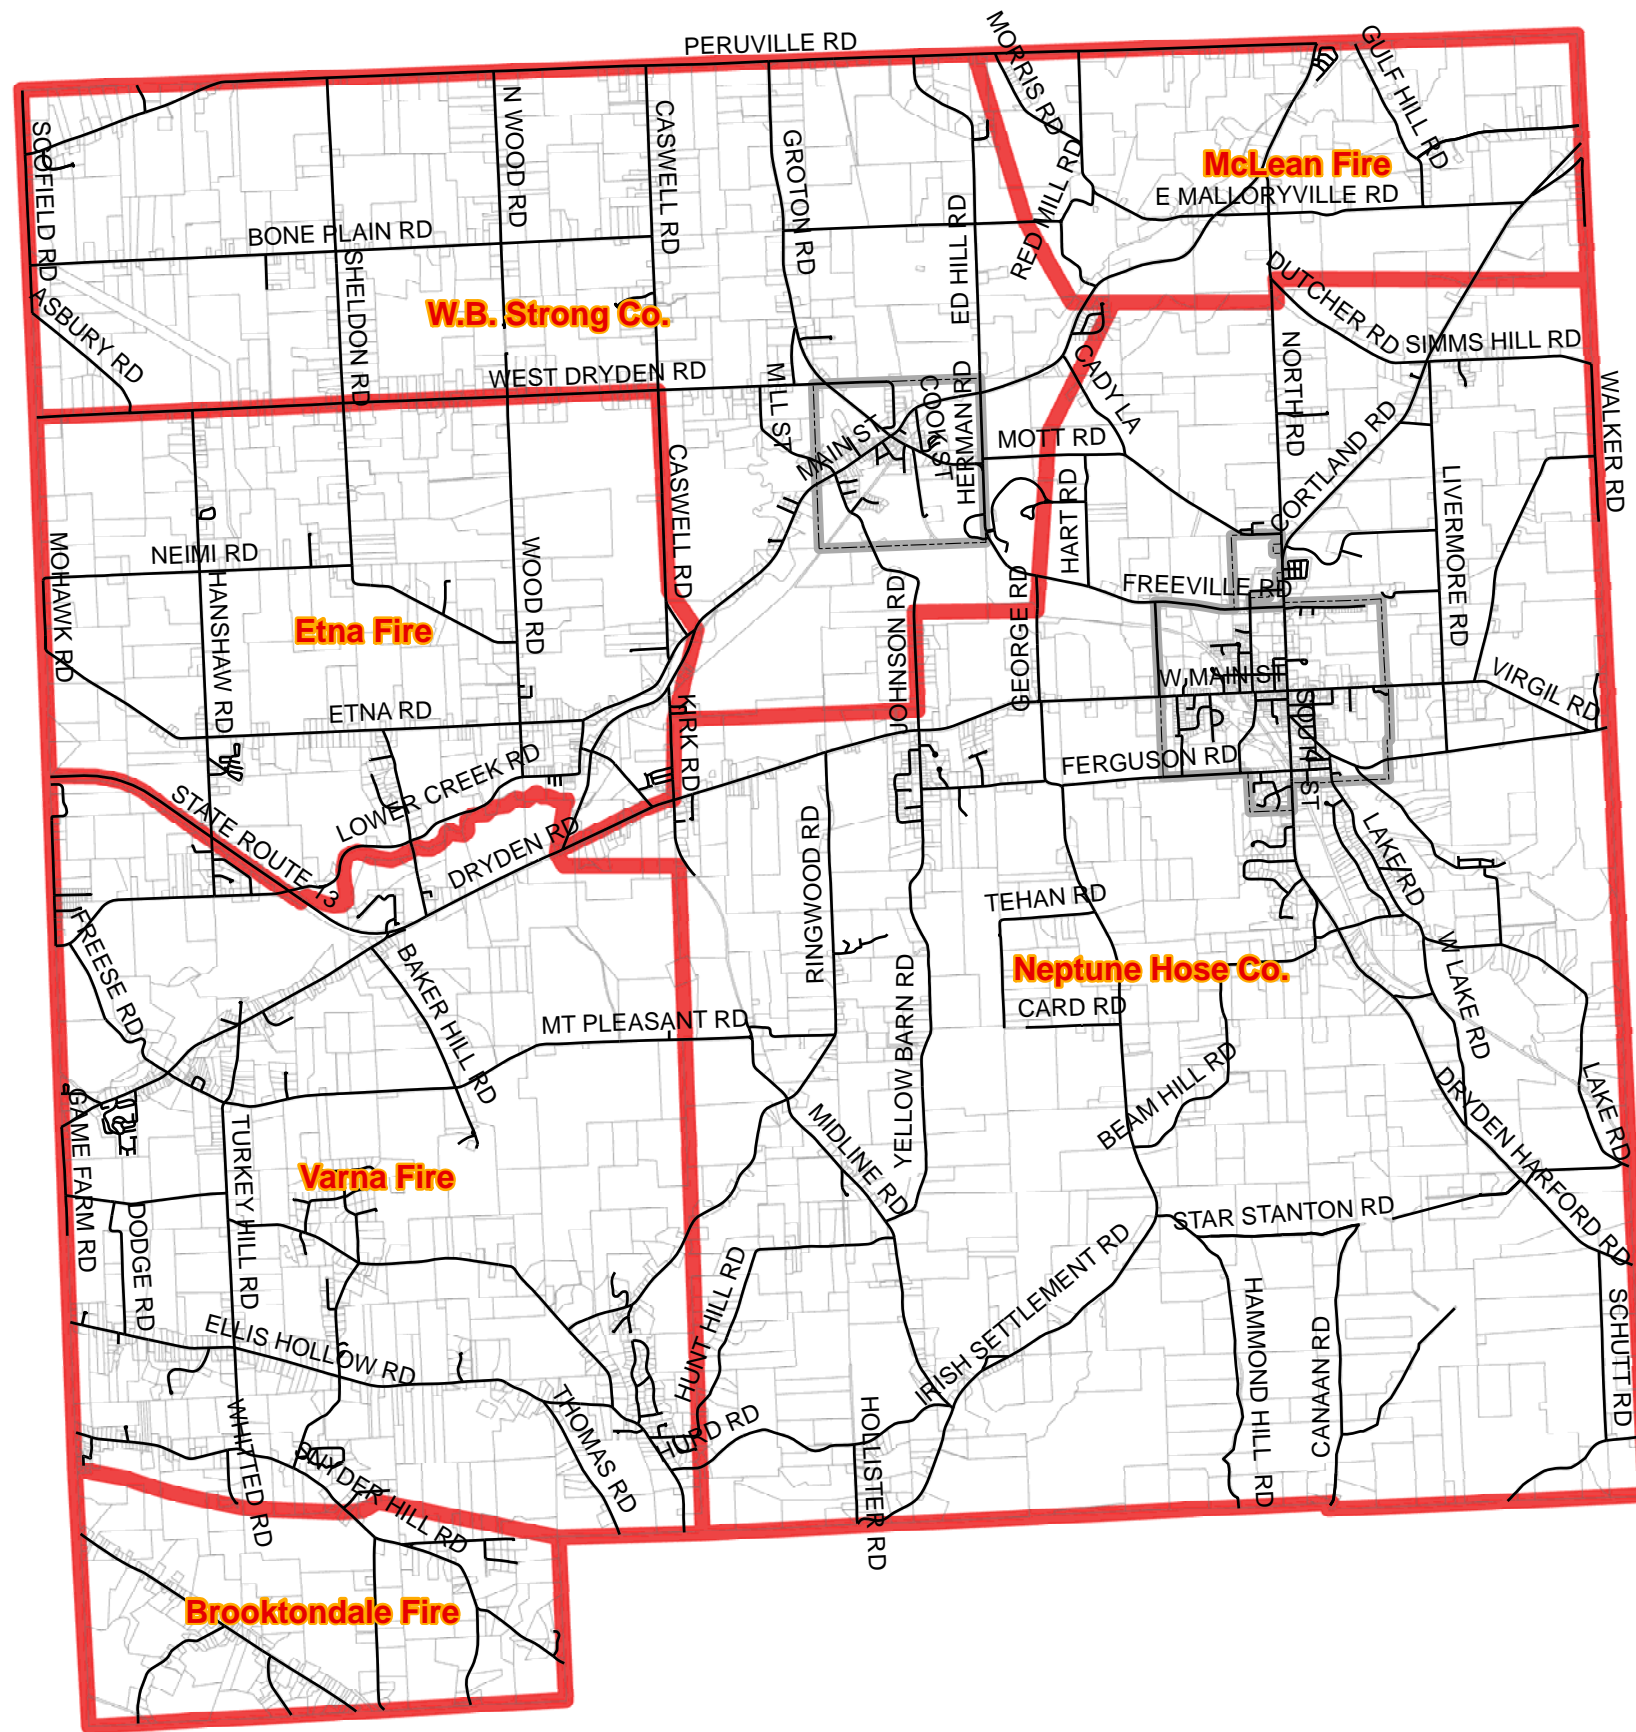 PERUVILLE RD
MORRIS RD
GULF HILL RD
SCOFIELD RD
N WOOD RD
CASWELL RD
GROTON RD
McLean Fire
RED MILL RD
E MALLORYVILLE RD
ED HILL RD
BONE PLAIN RD
SHELDON RD
DUTCHER RD
ASBURY RD
W.B. Strong Co.
SIMMS HILL RD
NORTH RD
WEST DRYDEN RD
MILL ST
COOK ST
HERMAN RD
CADY LA
WALKER RD
MAIN ST
MOTT RD
CORTLAND RD
CASWELL RD
HART RD
LIVERMORE RD
MOHAWK RD
NEIMI RD
HANSHAW RD
WOOD RD
JOHNSON RD
GEORGE RD
FREEVILLE RD
Etna Fire
W MAIN ST
VIRGIL RD
ETNA RD
KIRK RD
SOUTH ST
FERGUSON RD
LOWER CREEK RD
STATE ROUTE 13
DRYDEN RD
RINGWOOD RD
LAKE RD
TEHAN RD
FREESE RD
BAKER HILL RD
YELLOW BARN RD
Neptune Hose Co.
W LAKE RD
CARD RD
MT PLEASANT RD
BEAM HILL RD
DRYDEN HARFORD RD
LAKE RD
GAME FARM RD
TURKEY HILL RD
MIDLINE RD
Varna Fire
DODGE RD
STAR STANTON RD
HUNT HILL RD
IRISH SETTLEMENT RD
HAMMOND HILL RD
CANAAN RD
SCHUTT RD
ELLIS HOLLOW RD
THOMAS RD
HURD RD
HOLLISTER RD
WHITTED RD
SNYDER HILL RD
Brooktondale Fire